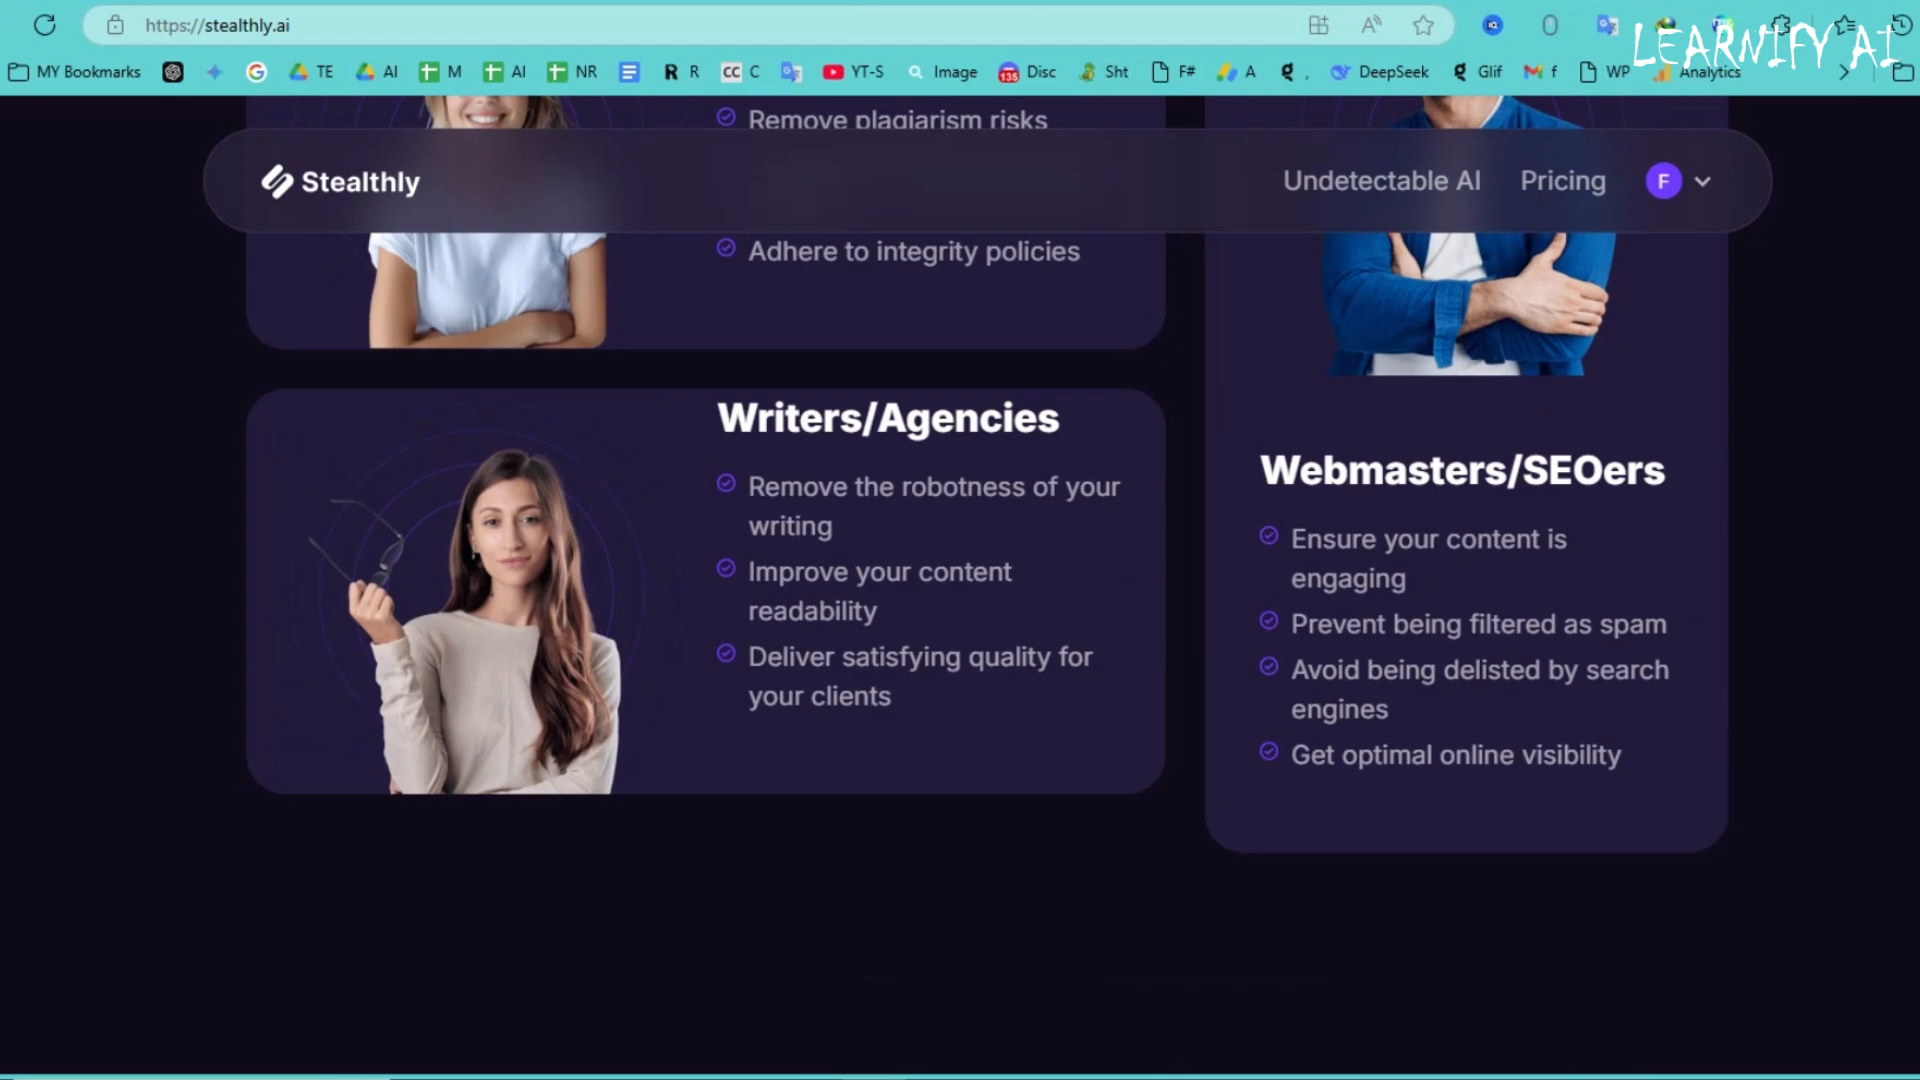 https://stealthly.ai
LEARNIFY AI
MY Bookmarks TE AI M AI NR R R CC C YT-S Image 135 Disc Sht F# A g , DeepSeek g Glif f WP Analytics
Remove plagiarism risks
Stealthly Undetectable AI Pricing F
Adhere to integrity policies
Writers/Agencies
Remove the robotness of your
writing
Improve your content
readability
Deliver satisfying quality for
your clients
Webmasters/SEOers
Ensure your content is
engaging
Prevent being filtered as spam
Avoid being delisted by search
engines
Get optimal online visibility